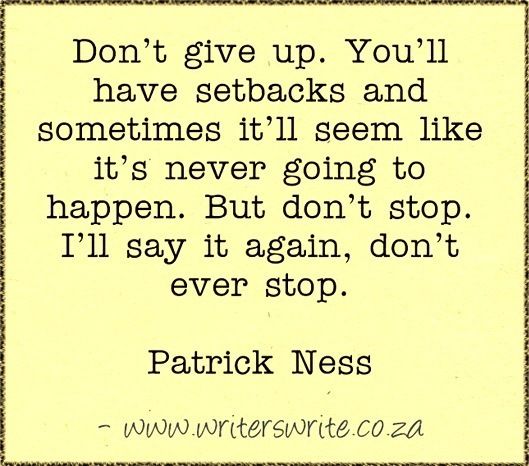 Don't give up. You'll
have setbacks and
sometimes it'll seem like
it's never going to
happen. But don't stop.
I'll say it again, don't
ever stop.
Patrick Ness
- www.writerswrite.co.za